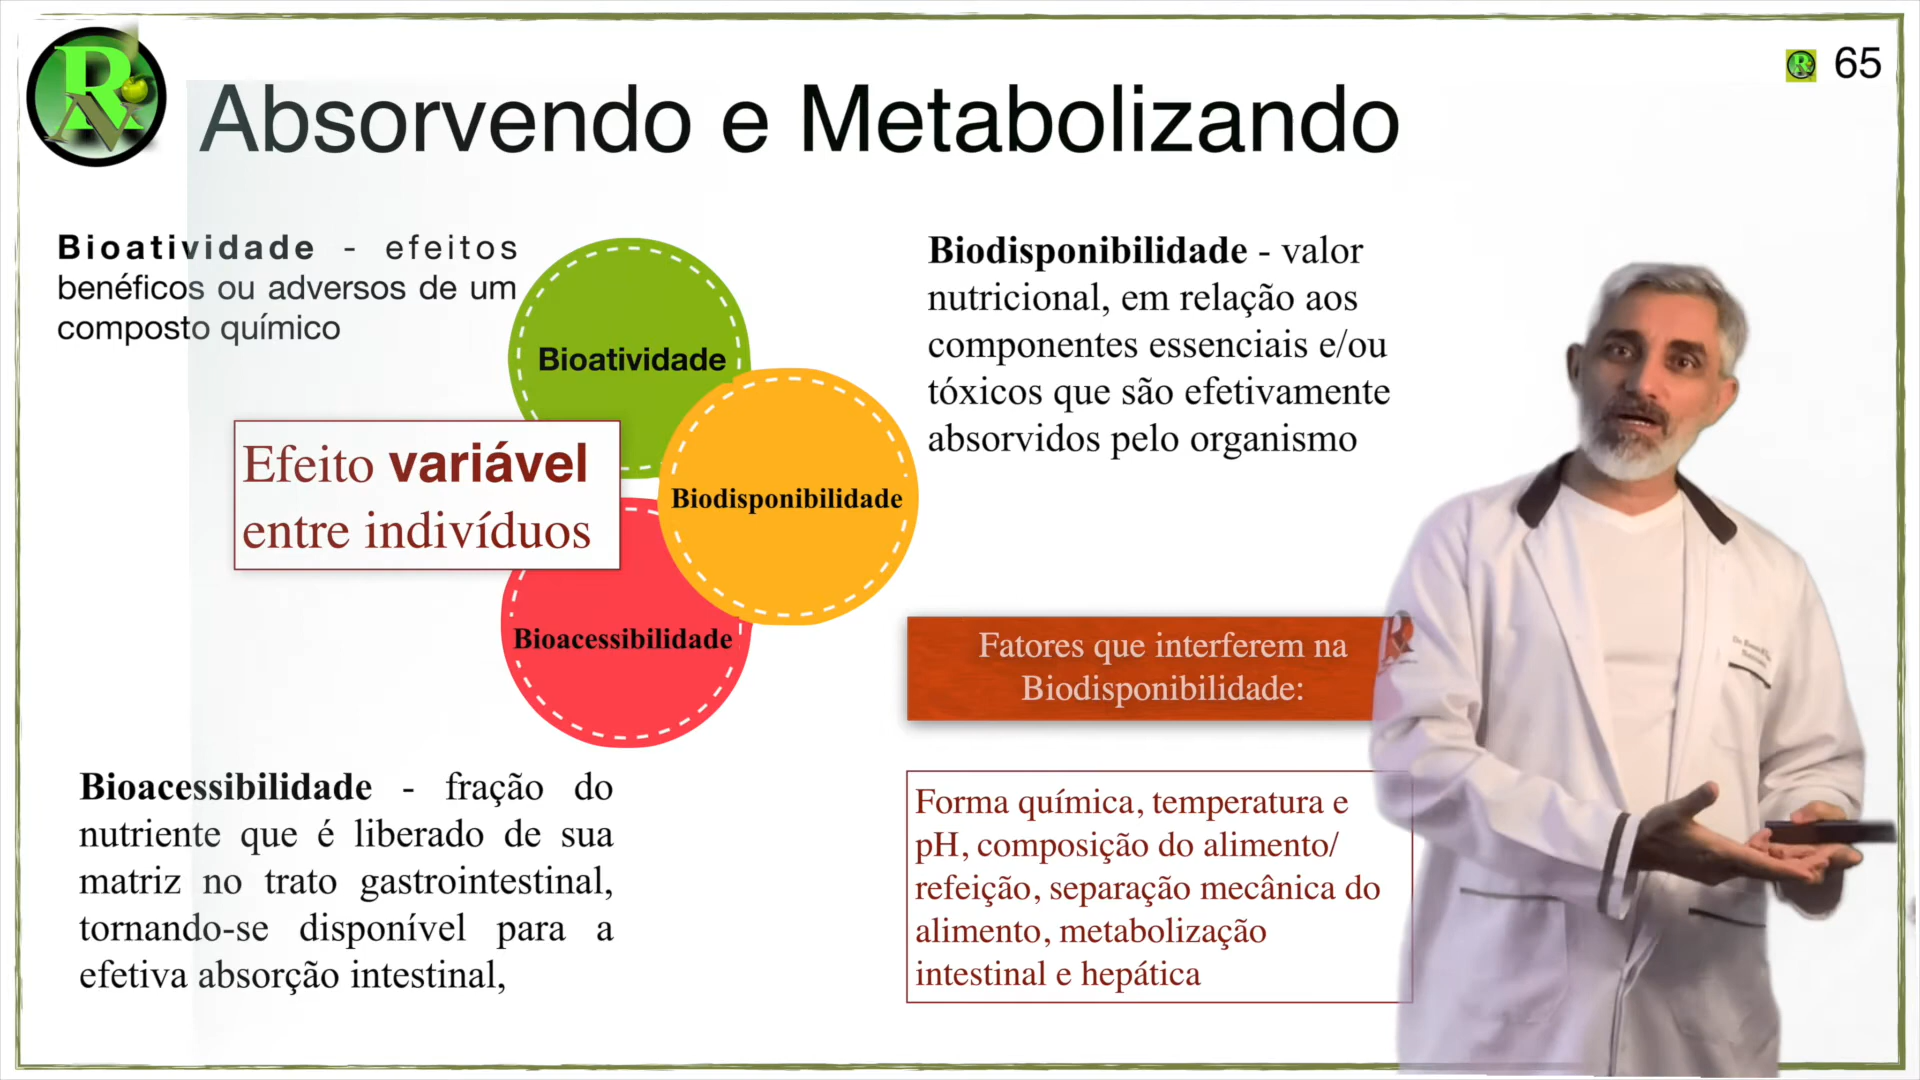 65
Absorvendo e Metabolizando
Bioatividade - efeitos
benéficos ou adversos de um
composto químico
Bioatividade
Biodisponibilidade - valor
nutricional, em relação aos
componentes essenciais e/ou
tóxicos que são efetivamente
absorvidos pelo organismo
Efeito variável
entre indivíduos
Biodisponibilidade
Bioacessibilidade
Fatores que interferem na
Biodisponibilidade:
Bioacessibilidade - fração do
nutriente que é liberado de sua
matriz no trato gastrointestinal,
tornando-se disponível para a
efetiva absorção intestinal,
Forma química, temperatura e
pH, composição do alimento/
refeição, separação mecânica do
alimento, metabolização
intestinal e hepática